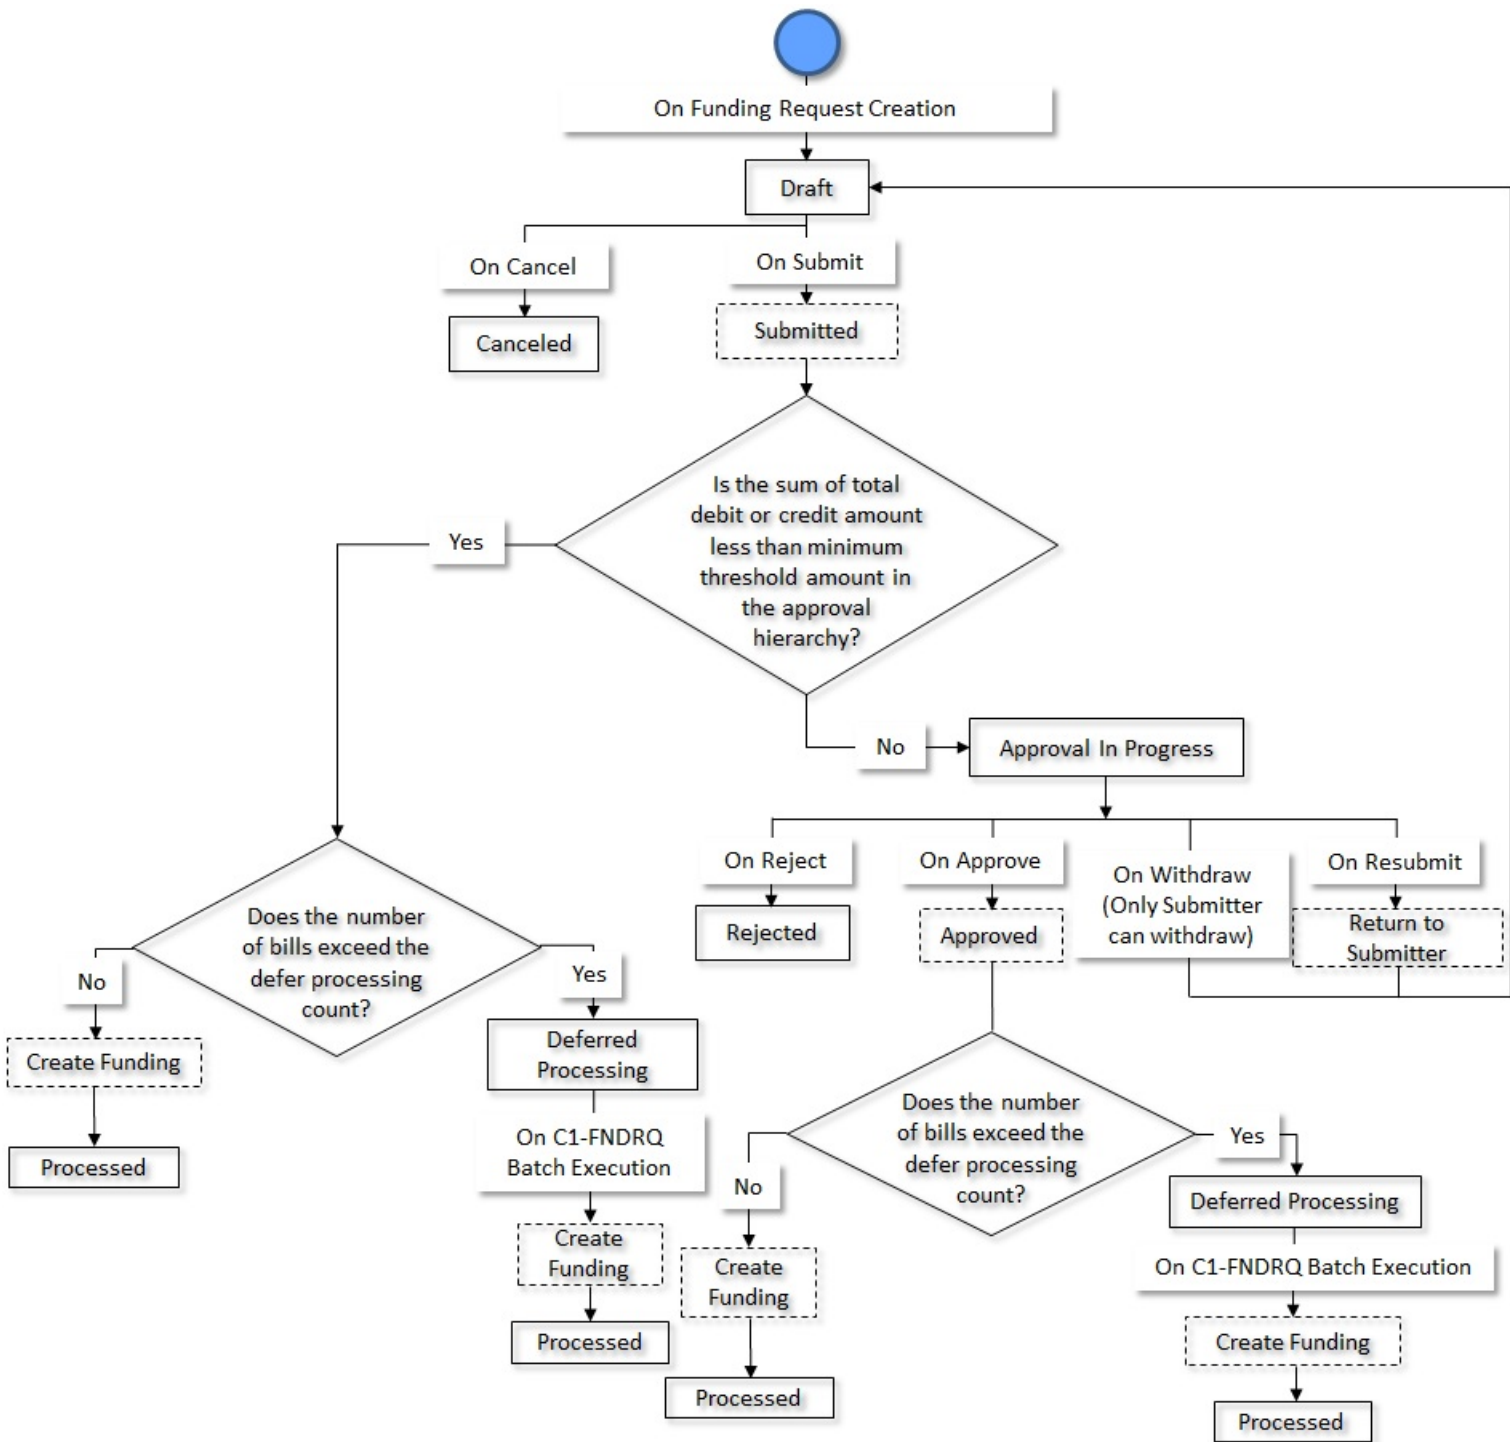 On Funding Request Creation
Draft
On Cancel
On Submit
Canceled
Submitted
Is the sum of total
debit or credit amount
less than minimum
threshold amount in
the approval
hierarchy?
Yes
No
Approval In Progress
On Reject
On Approve
On Withdraw
(Only Submitter
can withdraw)
On Resubmit
Rejected
Approved
Return to
Submitter
Does the number
of bills exceed the
defer processing
count?
No
Yes
Create Funding
Processed
Deferred
Processing
On C1-FNDRQ
Batch Execution
Create
Funding
Processed
Does the number
of bills exceed the
defer processing
count?
No
Yes
Create
Funding
Processed
Deferred Processing
On C1-FNDRQ Batch Execution
Create Funding
Processed